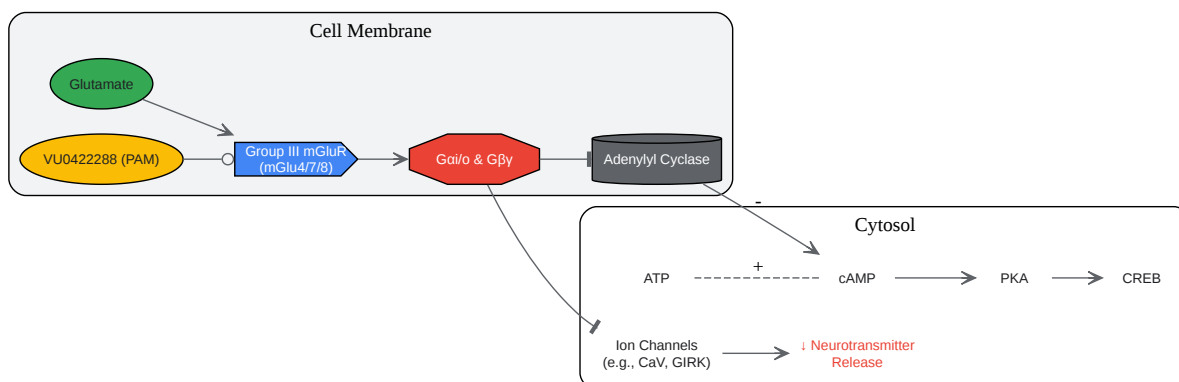 Cell Membrane
Glutamate
VU0422288 (PAM)
Group III mGluR
(mGlu4/7/8)
Gαi/o & Gβγ
Adenylyl Cyclase
-
Cytosol
ATP
+
cAMP
PKA
CREB
Ion Channels
(e.g., CaV, GIRK)
↓ Neurotransmitter
Release